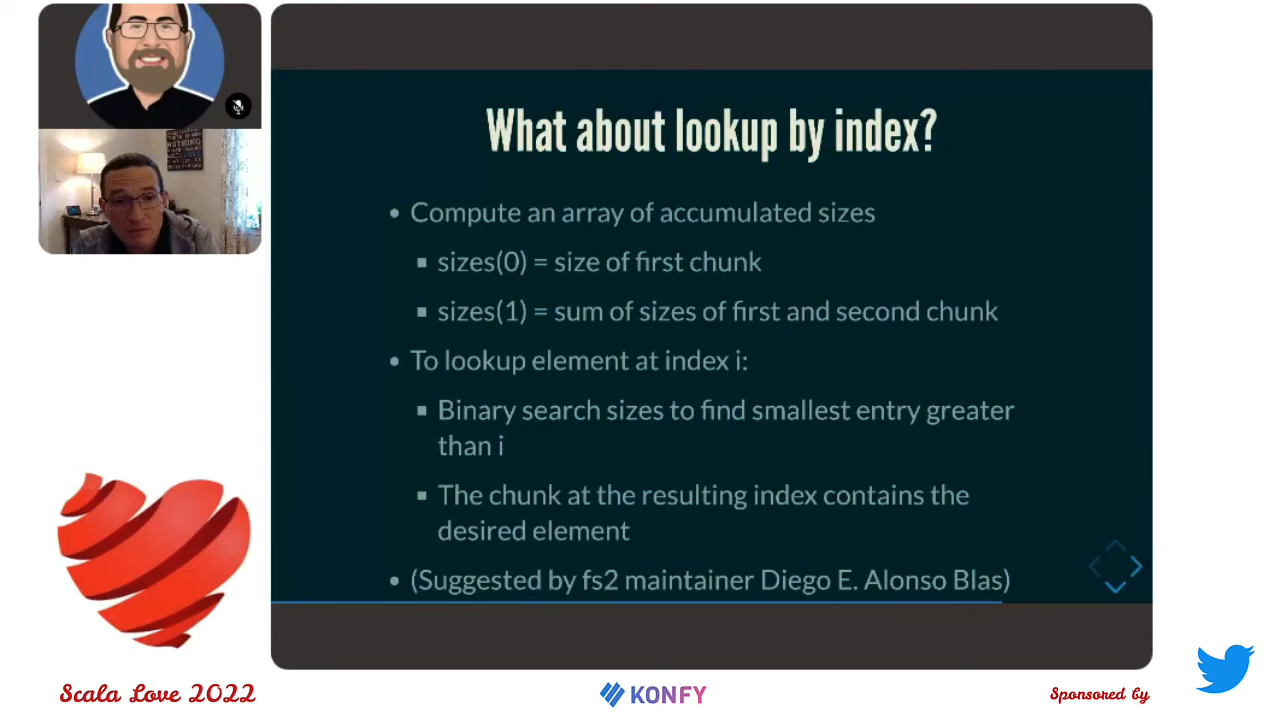 NOTHING
What about lookup by index?
Compute an array of accumulated sizes
sizes(0) = size of first chunk
sizes(1) = sum of sizes of first and second chunk
To lookup element at index i:
Binary search sizes to find smallest entry greater
than i
The chunk at the resulting index contains the
desired element
(Suggested by fs2 maintainer Diego E. Alonso Blas)
Scala Love 2022
KONFY
Sponsored by